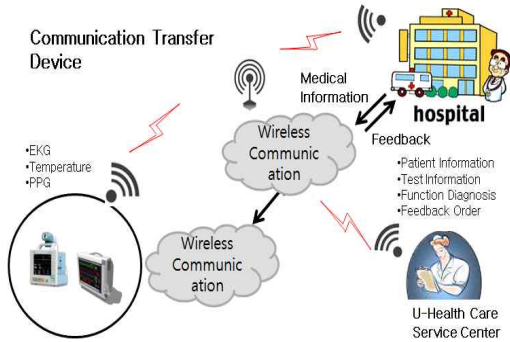 Communication Transfer
Device
Medical
Information
hospital
Feedback
•Patient Information
•Test Information
•Function Diagnosis
•Feedback Order
•EKG
•Temperature
•PPG
Wireless
Communic
ation
Wireless
Communic
ation
U-Health Care
Service Center